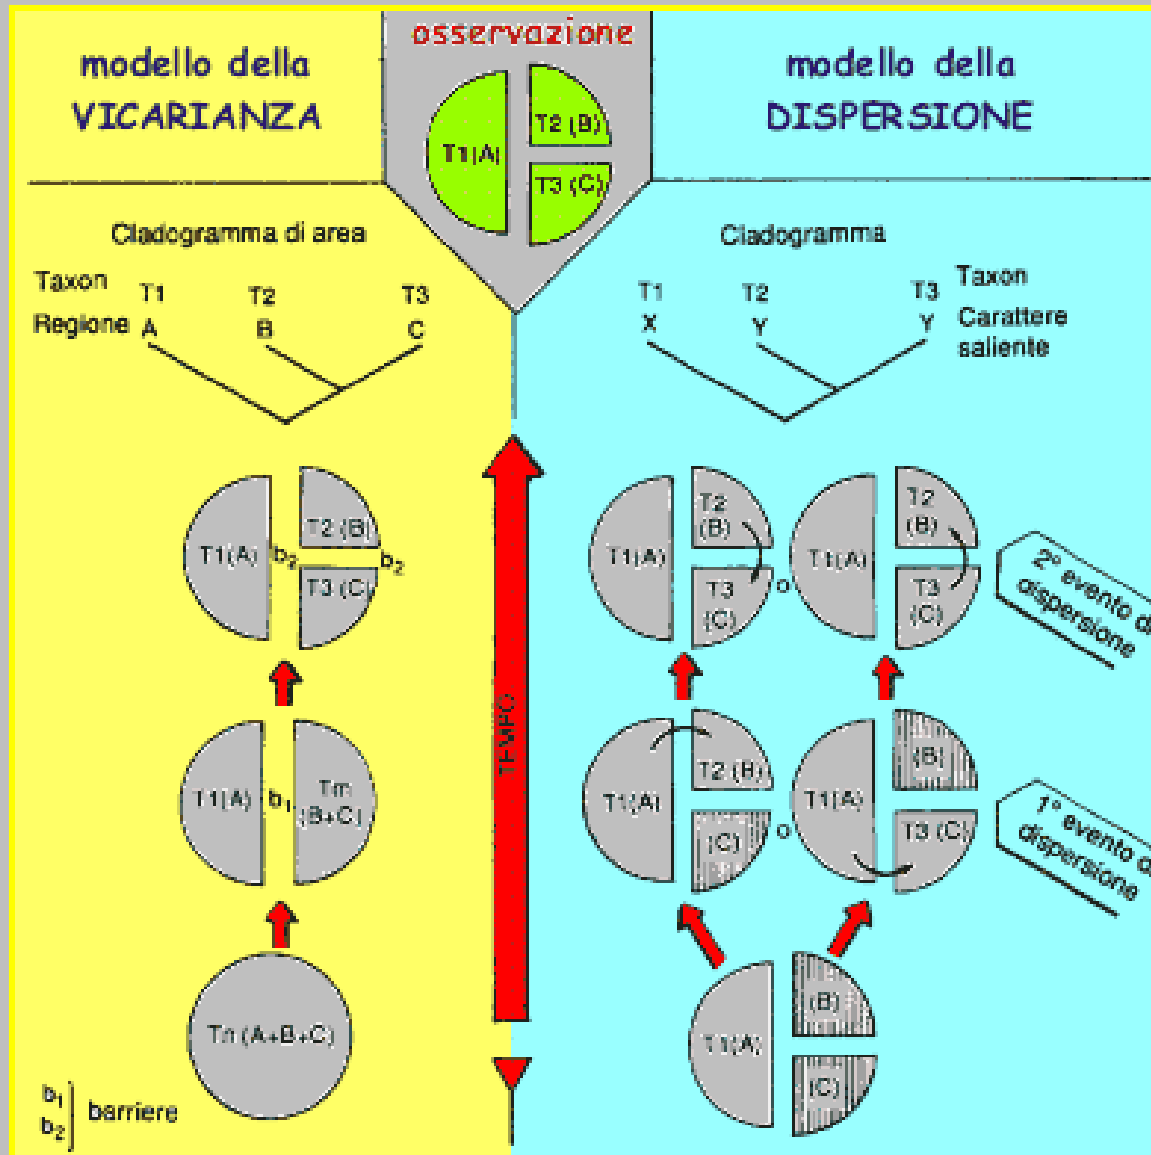 osservazione
modello della
VICARIANZA
modello della
DISPERSIONE
T1(A)
T2 (B)
T3 (C)
Cladogramma di area
Taxon T1 T2 T3
Regione A B C
Cladogramma
T1 T2 T3 Taxon
X Y Y Carattere
saliente
T1(A)
b2
T2 (B)
b2
T3 (C)
T1(A)
b1
Tm
(B+C)
Tn (A+B+C)
b1
b2
barriere
TEMPO
T1(A)
T2
(B)
T3
(C)
o
T1(A)
T2
(B)
T3
(C)
2° evento di
dispersione
T1(A)
T2 (B)
(C)
o
T1(A)
(B)
T3 (C)
1° evento di
dispersione
T1(A)
(B)
(C)